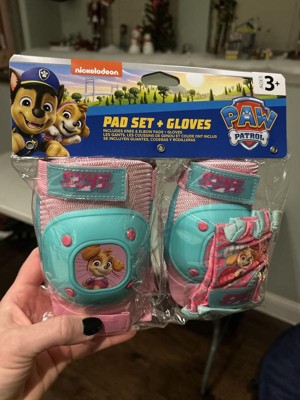 nickelodeon
AGES
3+
PAD SET + GLOVES
INCLUDES KNEE & ELBOW PADS + GLOVES
LES GANTS, LES COUSSINS DE GENOU ET COUDE ONT INCLUS
SE INCLUYEN GUANTES, CODERAS Y RODILLERAS
PAW
PATROL